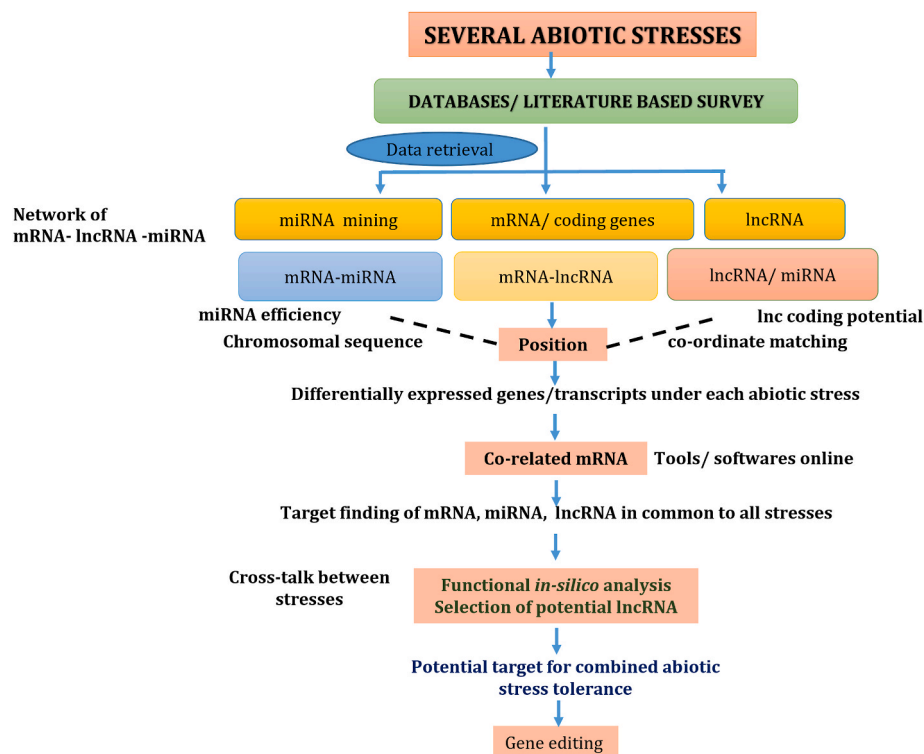 SEVERAL ABIOTIC STRESSES
DATABASES/ LITERATURE BASED SURVEY
Data retrieval
Network of
mRNA- lncRNA -miRNA
miRNA mining
mRNA/ coding genes
lncRNA
mRNA-miRNA
mRNA-lncRNA
lncRNA/ miRNA
miRNA efficiency
lnc coding potential
Chromosomal sequence
Position
co-ordinate matching
Differentially expressed genes/transcripts under each abiotic stress
Co-related mRNA
Tools/ softwares online
Target finding of mRNA, miRNA, lncRNA in common to all stresses
Cross-talk between
stresses
Functional in-silico analysis
Selection of potential lncRNA
Potential target for combined abiotic
stress tolerance
Gene editing